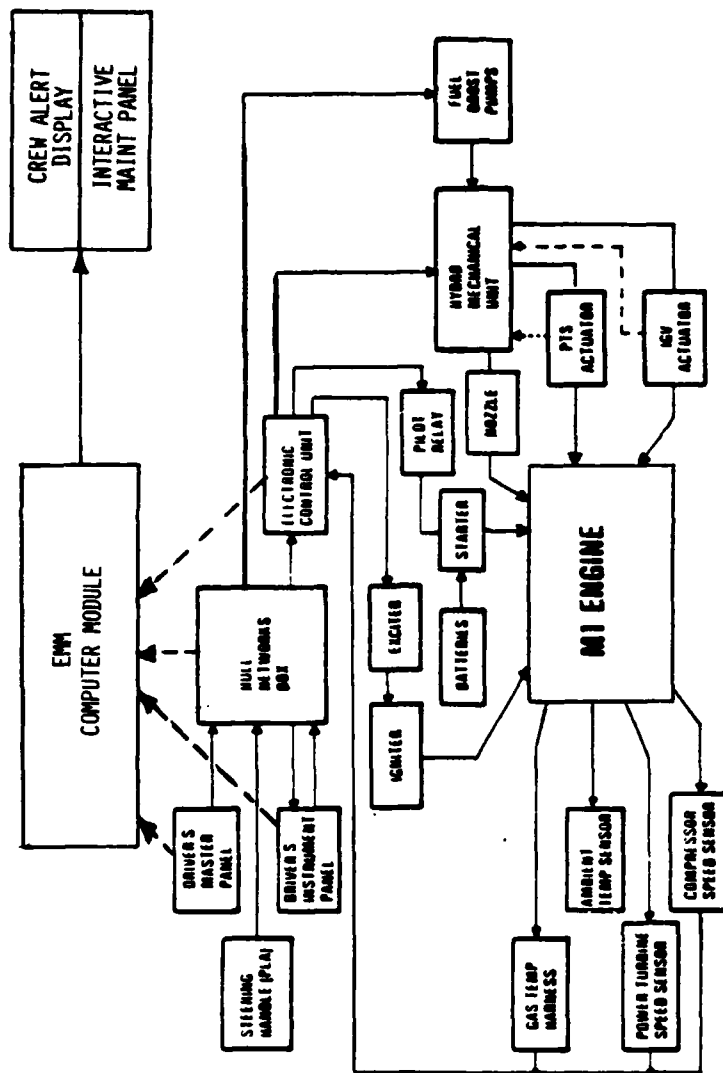 CREW ALERT
DISPLAY
INTERACTIVE
MAINT PANEL
EMM
COMPUTER MODULE
FUEL
BOOST
PUMPS
HYDRO
MECHANICAL
UNIT
PTS
ACTUATOR
IGV
ACTUATOR
ELECTRONIC
CONTROL UNIT
PILOT
RELAY
NOZZLE
HULL
NETWORKS
BOX
EXCITER
STARTER
BATTERIES
IGNITER
M1 ENGINE
DRIVER'S
MASTER
PANEL
DRIVER'S
INSTRUMENT
PANEL
STEERING
HANDLE (PLA)
AMBIENT
TEMP SENSOR
COMPRESSOR
SPEED SENSOR
GAS TEMP
HARNESS
POWER TURBINE
SPEED SENSOR